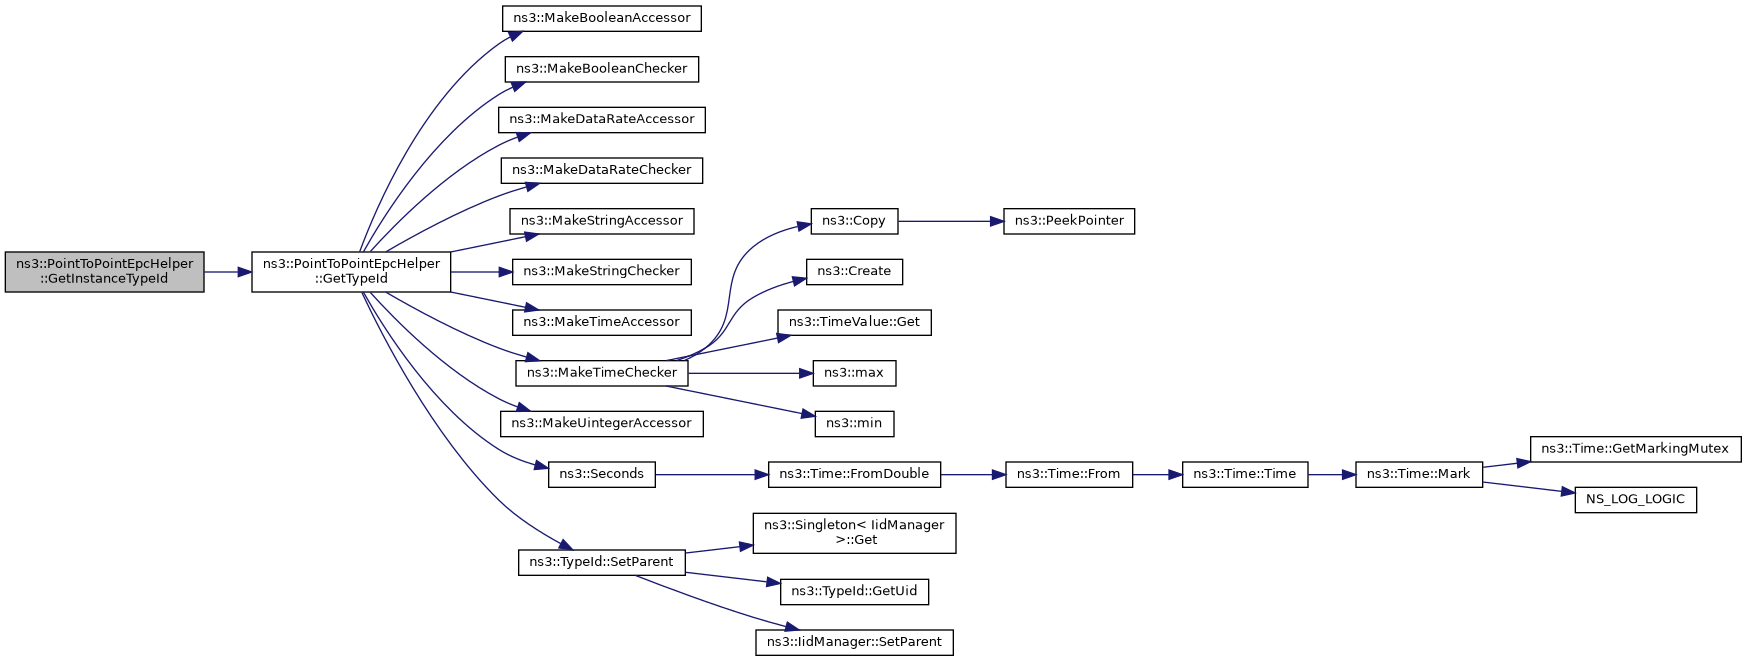 ns3::MakeBooleanAccessor
ns3::MakeBooleanChecker
ns3::MakeDataRateAccessor
ns3::MakeDataRateChecker
ns3::MakeStringAccessor
ns3::Copy
ns3::PeekPointer
ns3::PointToPointEpcHelper
::GetInstanceTypeId
ns3::PointToPointEpcHelper
::GetTypeId
ns3::MakeStringChecker
ns3::Create
ns3::MakeTimeAccessor
ns3::TimeValue::Get
ns3::MakeTimeChecker
ns3::max
ns3::MakeUintegerAccessor
ns3::min
ns3::Seconds
ns3::Time::FromDouble
ns3::Time::From
ns3::Time::Time
ns3::Time::Mark
ns3::Time::GetMarkingMutex
NS_LOG_LOGIC
ns3::TypeId::SetParent
ns3::Singleton< IidManager
>::Get
ns3::TypeId::GetUid
ns3::IidManager::SetParent